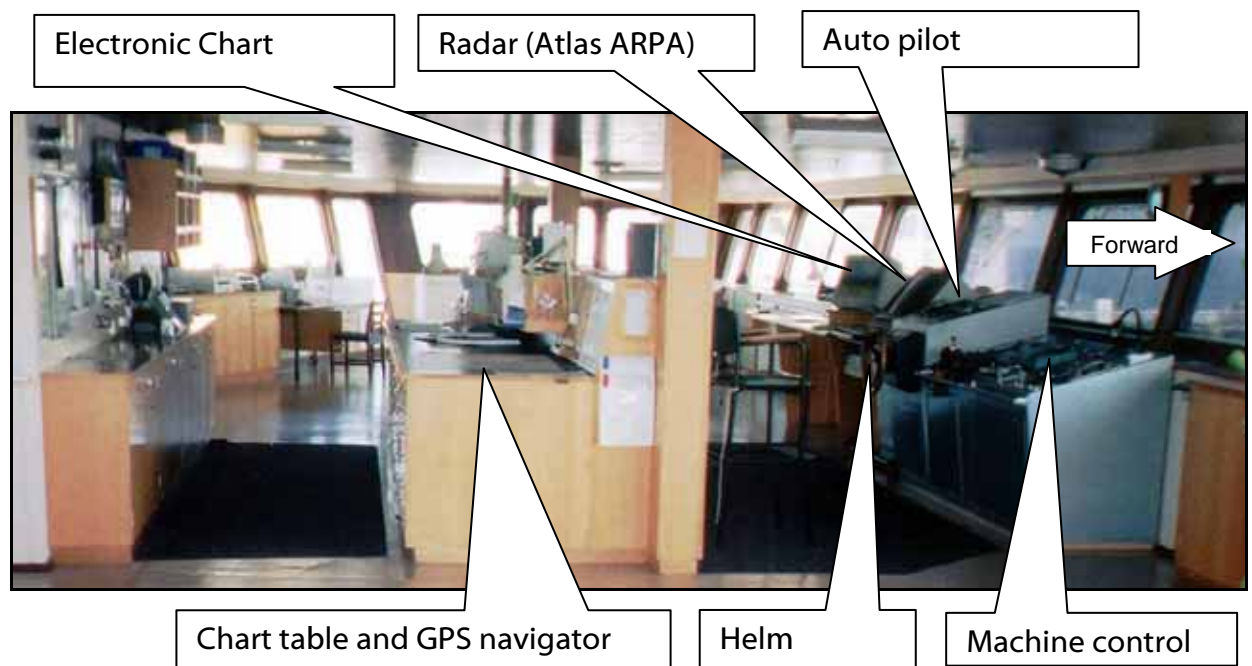 Electronic Chart
Radar (Atlas ARPA)
Auto pilot
Forward
Chart table and GPS navigator
Helm
Machine control